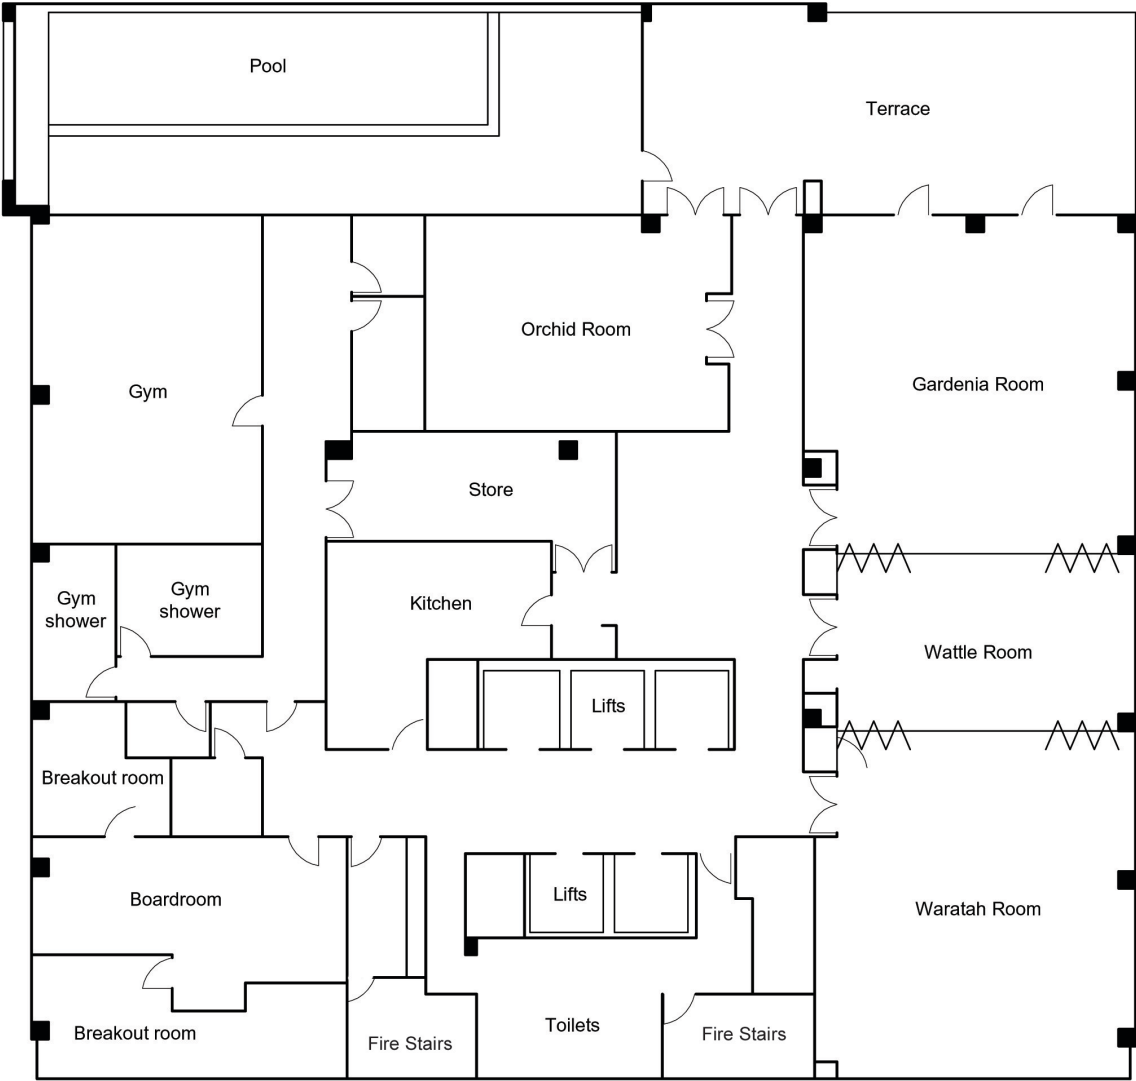 Pool
Terrace
Orchid Room
Gym
Gardenia Room
Store
Gym
shower
Gym
shower
Kitchen
Wattle Room
Lifts
Breakout room
Boardroom
Lifts
Waratah Room
Breakout room
Fire Stairs
Toilets
Fire Stairs